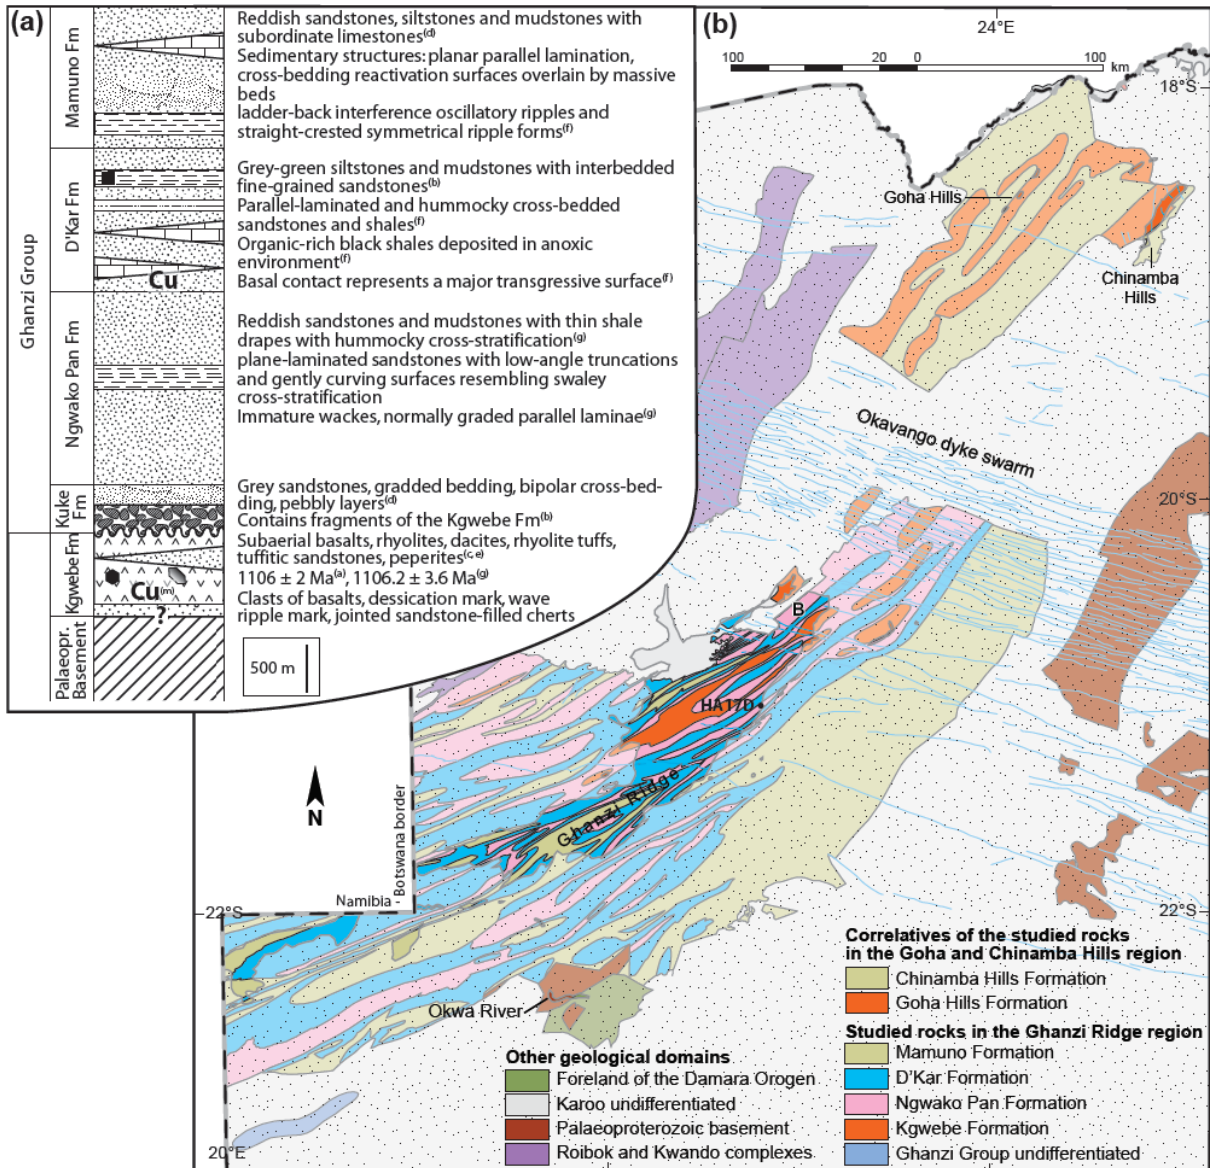 (a)
Ghanzi Group
Mamuno Fm
Reddish sandstones, siltstones and mudstones with
subordinate limestones(d)
Sedimentary structures: planar parallel lamination,
cross-bedding reactivation surfaces overlain by massive
beds
ladder-back interference oscillatory ripples and
straight-crested symmetrical ripple forms(f)
D'Kar Fm
Grey-green siltstones and mudstones with interbedded
fine-grained sandstones(b)
Parallel-laminated and hummocky cross-bedded
sandstones and shales(f)
Organic-rich black shales deposited in anoxic
environment(f)
Cu
Basal contact represents a major transgressive surface(f)
Ngwako Pan Fm
Reddish sandstones and mudstones with thin shale
drapes with hummocky cross-stratification(g)
plane-laminated sandstones with low-angle truncations
and gently curving surfaces resembling swaley
cross-stratification
Immature wackes, normally graded parallel laminae(g)
Kuke
Fm
Grey sandstones, gradded bedding, bipolar cross-bed-
ding, pebbly layers(d)
Contains fragments of the Kgwebe Fm(b)
Kgwebe Fm
Subaerial basalts, rhyolites, dacites, rhyolite tuffs,
tuffitic sandstones, peperites(c, e)
1106 ± 2 Ma(a), 1106.2 ± 3.6 Ma(g)
Cu(m)
Clasts of basalts, dessication mark, wave
ripple mark, jointed sandstone-filled cherts
?
Palaeopr.
Basement
500 m
(b)
24°E
100 20 0 100 km
18°S
Goha Hills
Chinamba
Hills
Okavango dyke swarm
20°S
B
HA17D
Ghanzi Ridge
N
Namibia - Botswana border
22°S
22°S
Okwa River
20°E
Correlatives of the studied rocks
in the Goha and Chinamba Hills region
Chinamba Hills Formation
Goha Hills Formation
Studied rocks in the Ghanzi Ridge region
Mamuno Formation
D'Kar Formation
Ngwako Pan Formation
Kgwebe Formation
Ghanzi Group undifferentiated
Other geological domains
Foreland of the Damara Orogen
Karoo undifferentiated
Palaeoproterozoic basement
Roibok and Kwando complexes